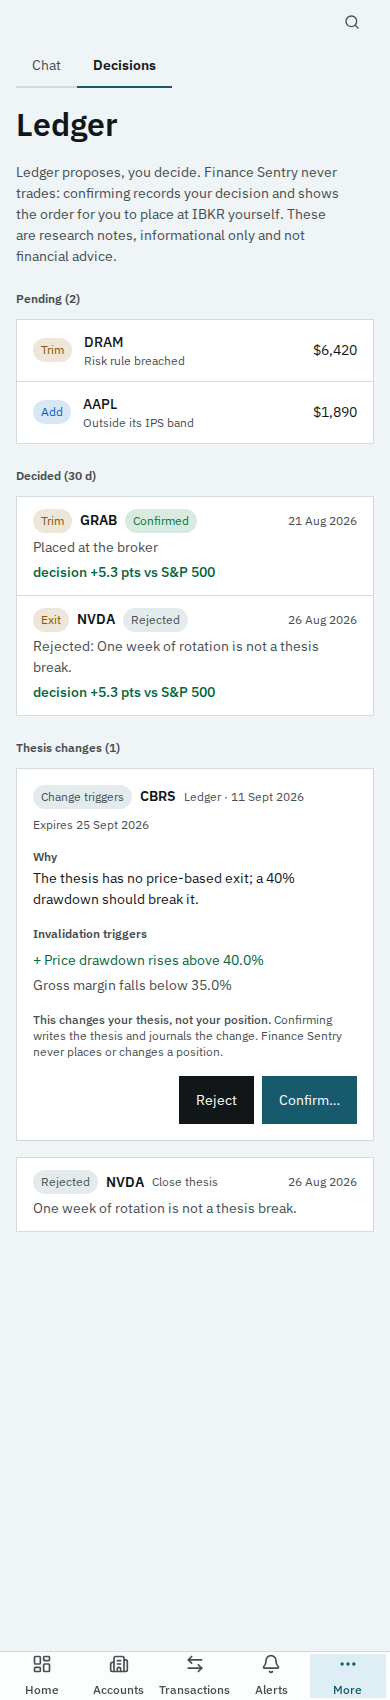 Chat Decisions
Ledger
Ledger proposes, you decide. Finance Sentry never
trades: confirming records your decision and shows
the order for you to place at IBKR yourself. These
are research notes, informational only and not
financial advice.
Pending (2)
Trim DRAM $6,420
Risk rule breached
Add AAPL $1,890
Outside its IPS band
Decided (30 d)
Trim GRAB Confirmed 21 Aug 2026
Placed at the broker
decision +5.3 pts vs S&P 500
Exit NVDA Rejected 26 Aug 2026
Rejected: One week of rotation is not a thesis
break.
decision +5.3 pts vs S&P 500
Thesis changes (1)
Change triggers CBRS Ledger · 11 Sept 2026
Expires 25 Sept 2026
Why
The thesis has no price-based exit; a 40%
drawdown should break it.
Invalidation triggers
+ Price drawdown rises above 40.0%
Gross margin falls below 35.0%
This changes your thesis, not your position. Confirming
writes the thesis and journals the change. Finance Sentry
never places or changes a position.
Reject Confirm...
Rejected NVDA Close thesis 26 Aug 2026
One week of rotation is not a thesis break.
Home Accounts Transactions Alerts More